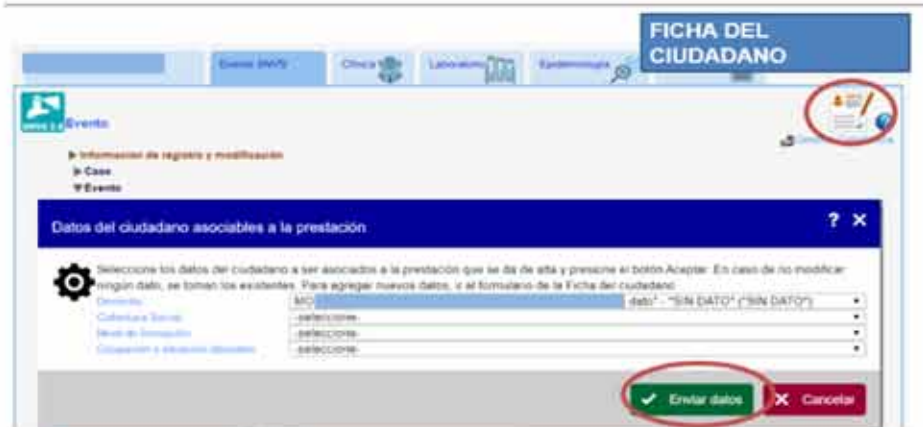 FICHA DEL
CIUDADANO
Evento SNVS
Clínica
Laboratorio
Epidemiología
Evento
Información de registro y modificación
Caso
Evento
Datos del ciudadano asociables a la prestación
? ×
Seleccione los datos del ciudadano a ser asociados a la prestación que se da de alta y presione el botón Aceptar. En caso de no modificar
ningún dato, se toman los existentes. Para agregar nuevos datos, ir al formulario de la Ficha del ciudadano
Domicilio
MO
dato" - "SIN DATO" ("SIN DATO")
Cobertura Social
-seleccione-
Nivel de Instrucción
-seleccione-
Ocupación y situación laboral
-seleccione-
Enviar datos
Cancelar